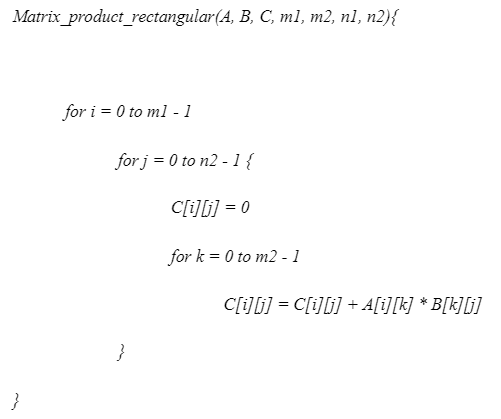 Matrix_product_rectangular(A, B, C, m1, m2, n1, n2){
for i = 0 to m1 - 1
for j = 0 to n2 - 1 {
C[i][j] = 0
for k = 0 to m2 - 1
C[i][j] = C[i][j] + A[i][k] * B[k][j]
}
}